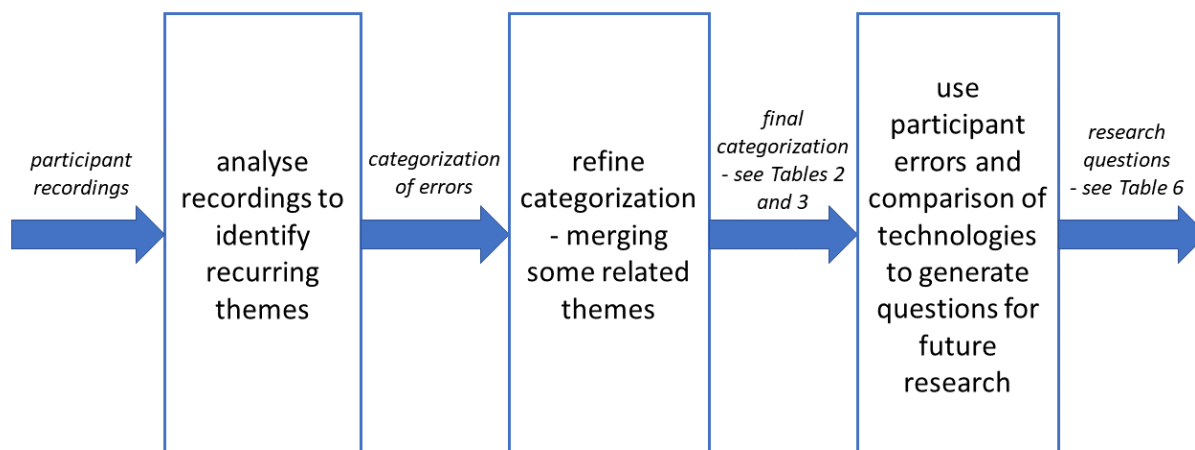 participant
recordings
analyse
recordings to
identify
recurring
themes
categorization
of errors
refine
categorization
- merging
some related
themes
final
categorization
- see Tables 2
and 3
use
participant
errors and
comparison of
technologies
to generate
questions for
future
research
research
questions
- see Table 6